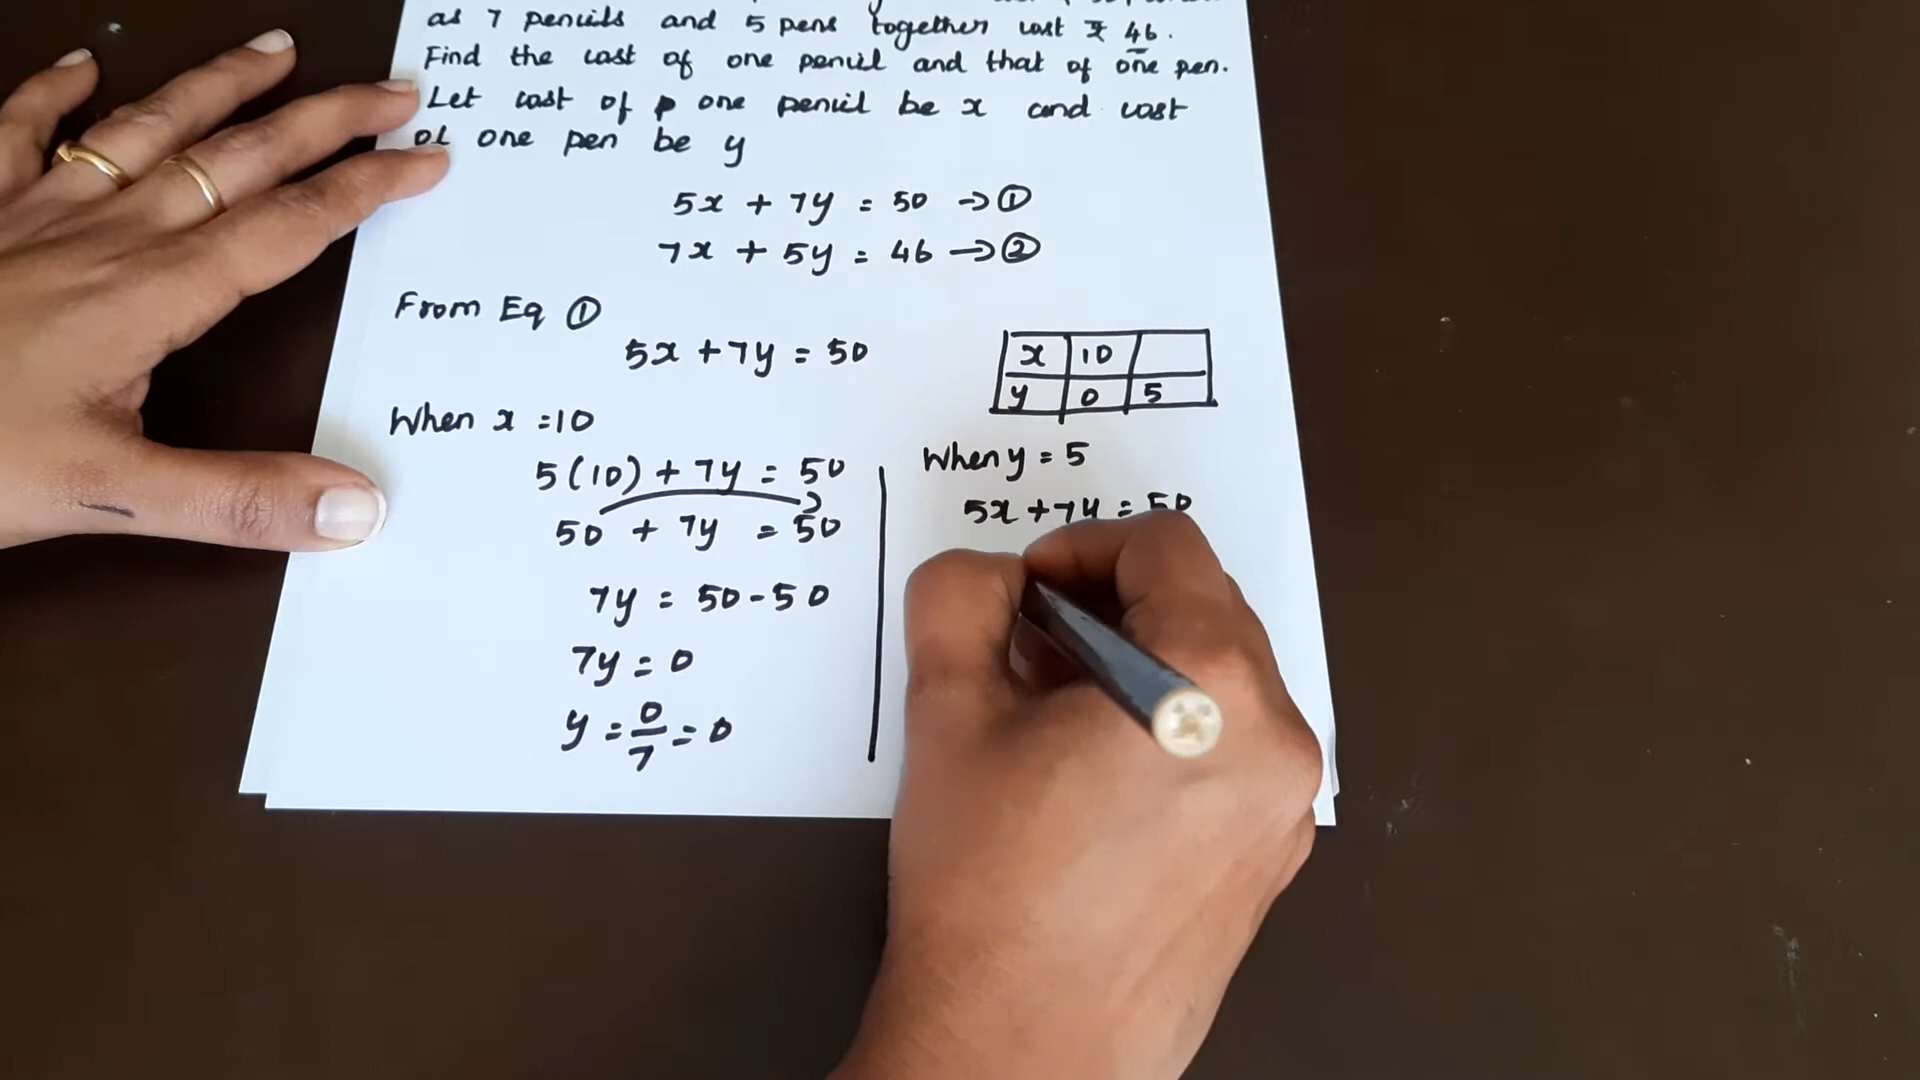 as 7 pencils and 5 pens together cost ₹ 46.
Find the cost of one pencil and that of one pen.
Let cost of p one pencil be x and cost
of one pen be y
5x + 7y = 50 → ①
7x + 5y = 46 → ②
From Eq ①
5x + 7y = 50
x 10
y 0 5
When x = 10
5(10) + 7y = 50
50 + 7y = 50
7y = 50 - 50
7y = 0
y = 0/7 = 0
When y = 5
5x + 7y = 50